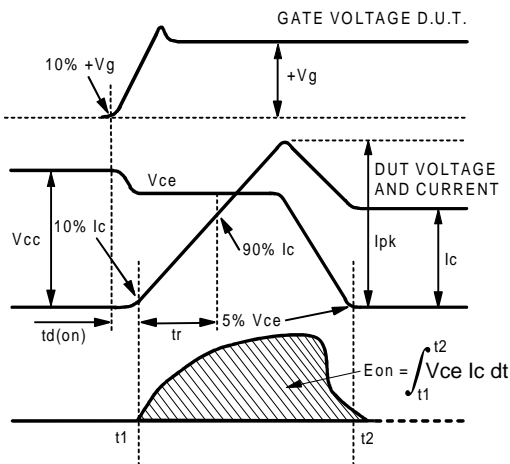 GATE VOLTAGE D.U.T.
10% +Vg
+Vg
Vce
DUT VOLTAGE
AND CURRENT
10% Ic
Vcc
90% Ic
Ipk
Ic
td(on)
tr
5% Vce
Eon = ∫ Vce Ic dt
t2
t1
t1
t2